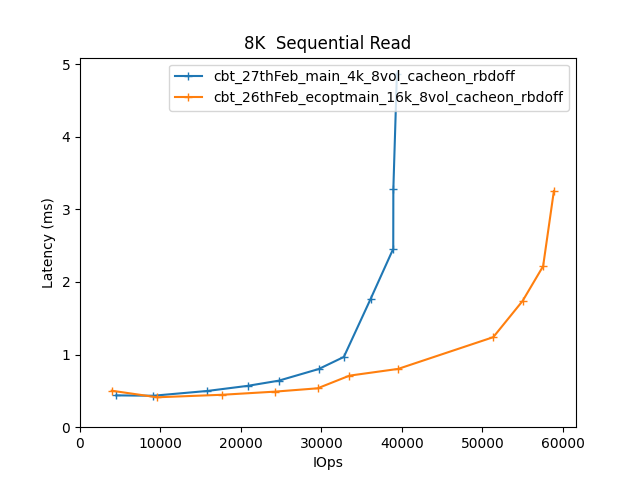 8K  Sequential Read
cbt_27thFeb_main_4k_8vol_cacheon_rbdoff
cbt_26thFeb_ecoptmain_16k_8vol_cacheon_rbdoff
5
4
3
2
1
0
Latency (ms)
0 10000 20000 30000 40000 50000 60000
IOps